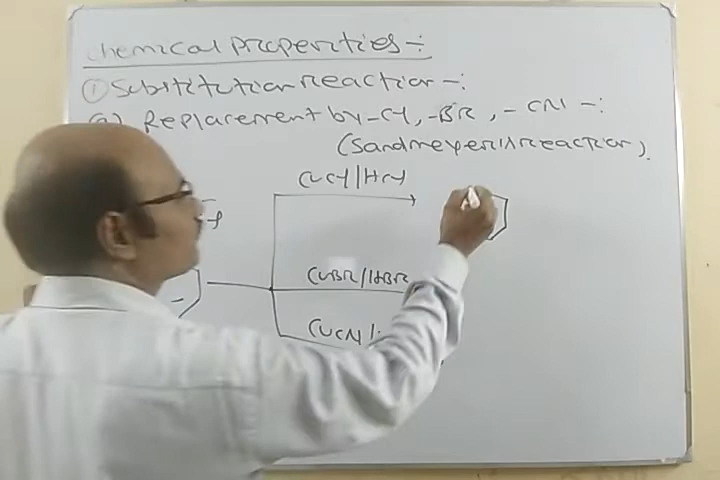 chemical properties -:
① Substitution reaction -:
(a) Replacement by -Cl, -BR, -CN -:
(Sandmeyer's reaction).
CuCl/HCl
CuBR/HBR
CuCN/